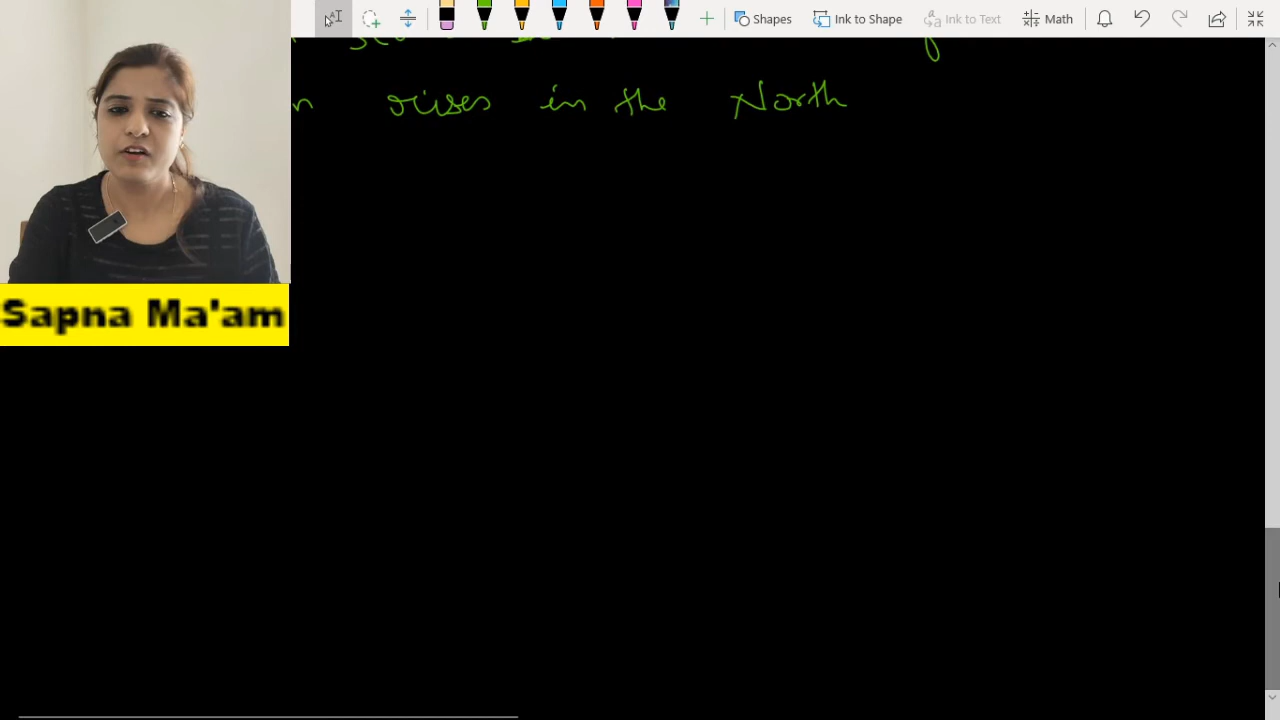 Shapes
Ink to Shape
Ink to Text
Math
n rises in the North
Sapna Ma'am